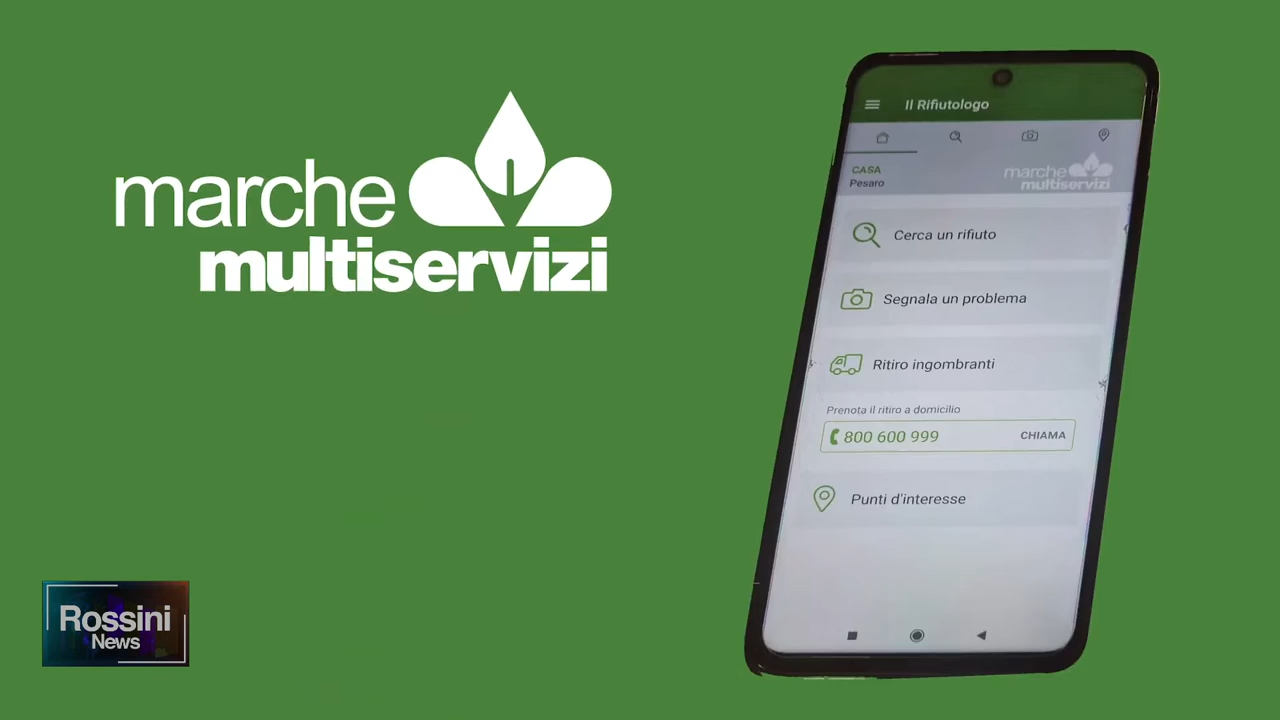 marche
multiservizi
Il Rifiutologo
CASA
Pesaro
marche
multiservizi
Cerca un rifiuto
Segnala un problema
Ritiro ingombranti
Prenota il ritiro a domicilio
800 600 999 CHIAMA
Punti d'interesse
Rossini
News